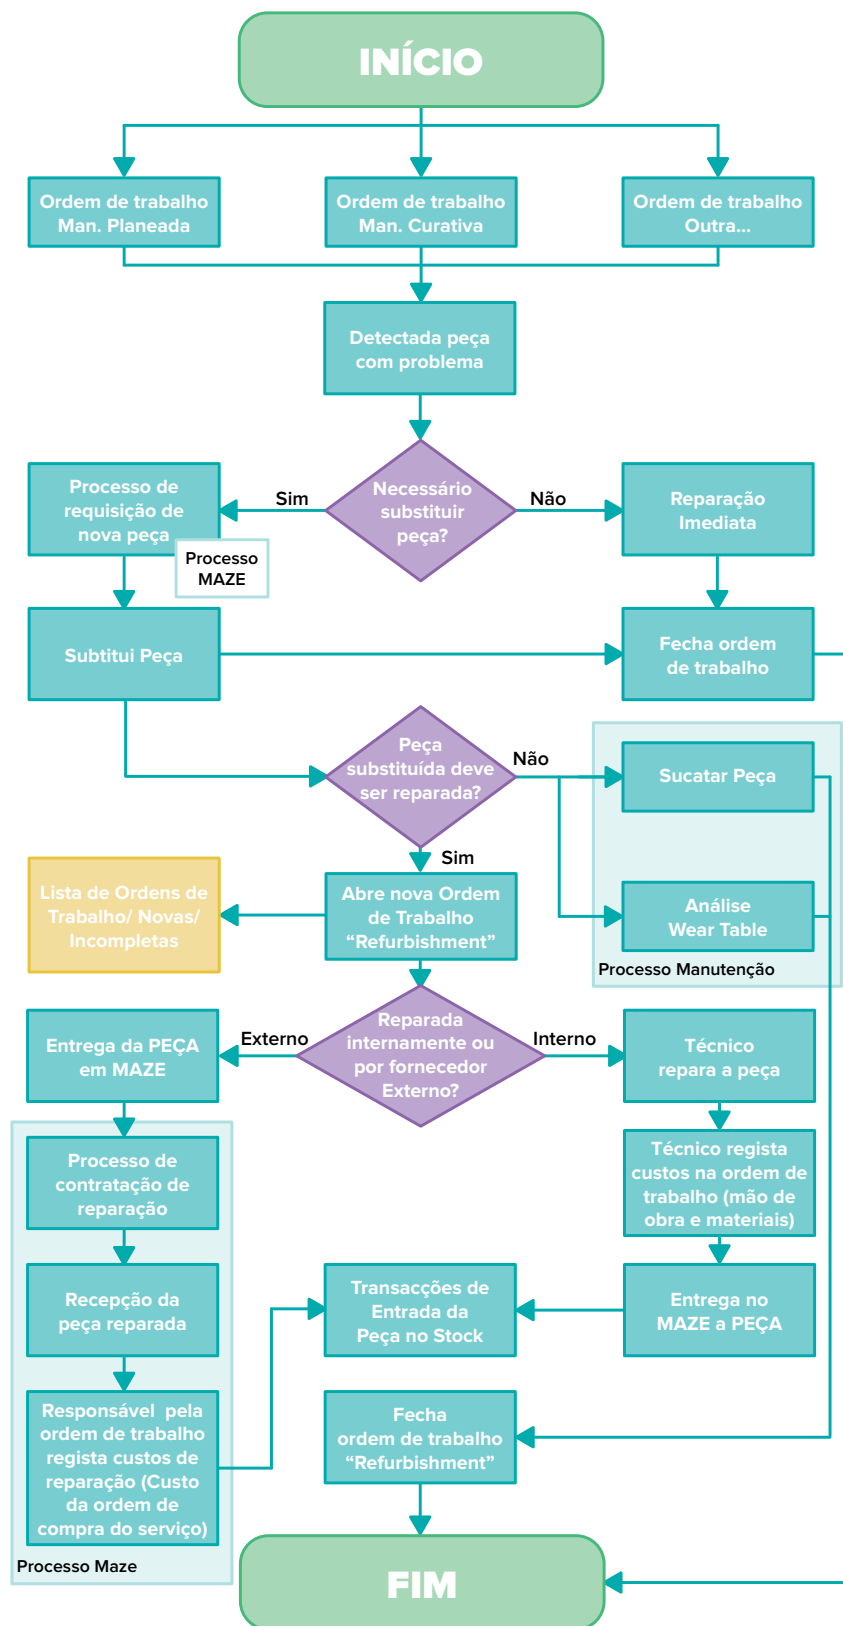 INÍCIO
Ordem de trabalho
Man. Planeada
Ordem de trabalho
Man. Curativa
Ordem de trabalho
Outra...
Detectada peça
com problema
Necessário
substituir
peça?
Sim
Não
Processo de
requisição de
nova peça
Processo
MAZE
Reparação
Imediata
Subtitui Peça
Fecha ordem
de trabalho
Peça
substituída deve
ser reparada?
Não
Sim
Sucatar Peça
Análise
Wear Table
Processo Manutenção
Lista de Ordens de
Trabalho/ Novas/
Incompletas
Abre nova Ordem
de Trabalho
“Refurbishment”
Reparada
internamente ou
por fornecedor
Externo?
Externo
Interno
Entrega da PEÇA
em MAZE
Técnico
repara a peça
Processo de
contratação de
reparação
Técnico regista
custos na ordem de
trabalho (mão de
obra e materiais)
Recepção da
peça reparada
Transacções de
Entrada da
Peça no Stock
Entrega no
MAZE a PEÇA
Responsável pela
ordem de trabalho
regista custos de
reparação (Custo
da ordem de
compra do serviço)
Processo Maze
Fecha
ordem de trabalho
“Refurbishment”
FIM